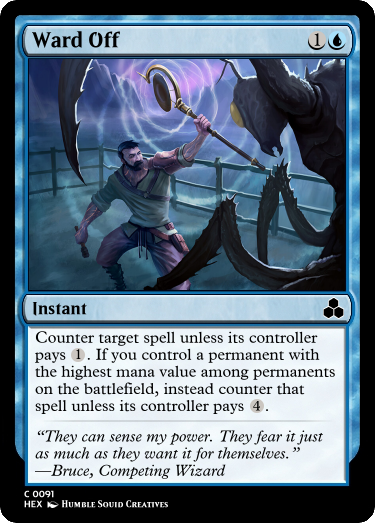 Ward Off 1
Instant
Counter target spell unless its controller
pays 1. If you control a permanent with
the highest mana value among permanents
on the battlefield, instead counter that
spell unless its controller pays 4.
“They can sense my power. They fear it just
as much as they want it for themselves.”
—Bruce, Competing Wizard
C 0091
HEX Humble Squid Creatives